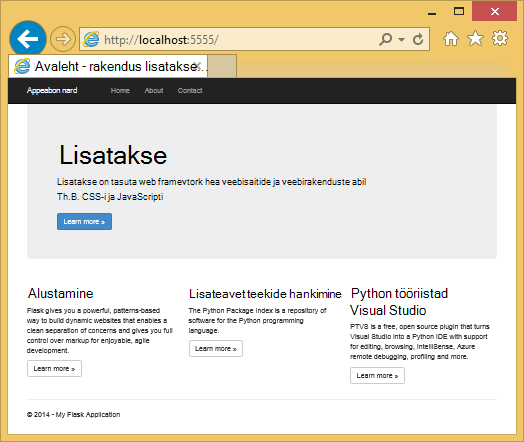 http://localhost:5555/
Avaleht - rakendus lisatakse...
Appeabon nard Home About Contact
Lisatakse
Lisatakse on tasuta web framevtork hea veebisaitide ja veebirakenduste abil
Th.B. CSS-i ja JavaScripti
Learn more »
Alustamine
Flask gives you a powerful, patterns-based
way to build dynamic websites that enables a
clean separation of concerns and gives you full
control over markup for enjoyable, agile
development.
Learn more »
Lisateavet teekide hankimine
The Python Package Index is a repository of
software for the Python programming
language.
Learn more »
Python tööriistad
Visual Studio
PTVS is a free, open source plugin that turns
Visual Studio into a Python IDE with support
for editing, browsing, IntelliSense, Azure
remote debugging, profiling and more.
Learn more »
© 2014 - My Flask Application